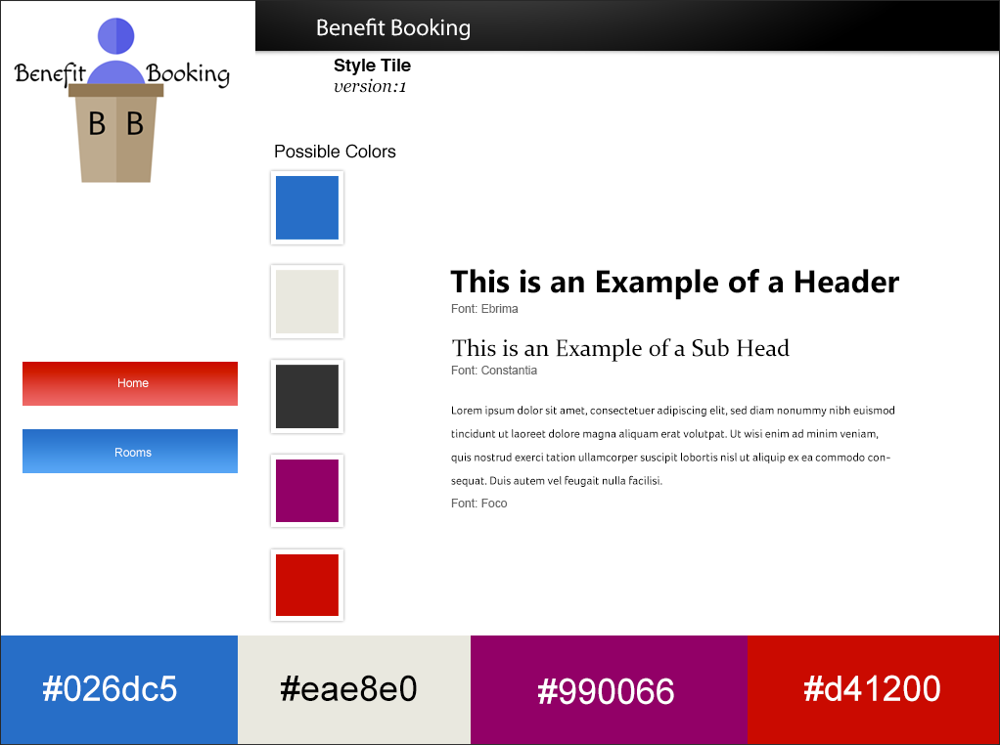 Benefit Booking
B B
Benefit Booking
Style Tile
version:1
Possible Colors
This is an Example of a Header
Font: Ebrima
This is an Example of a Sub Head
Font: Constantia
Lorem ipsum dolor sit amet, consectetuer adipiscing elit, sed diam nonummy nibh euismod
tincidunt ut laoreet dolore magna aliquam erat volutpat. Ut wisi enim ad minim veniam,
quis nostrud exerci tation ullamcorper suscipit lobortis nisl ut aliquip ex ea commodo con-
sequat. Duis autem vel feugait nulla facilisi.
Font: Foco
Home
Rooms
#026dc5
#eae8e0
#990066
#d41200